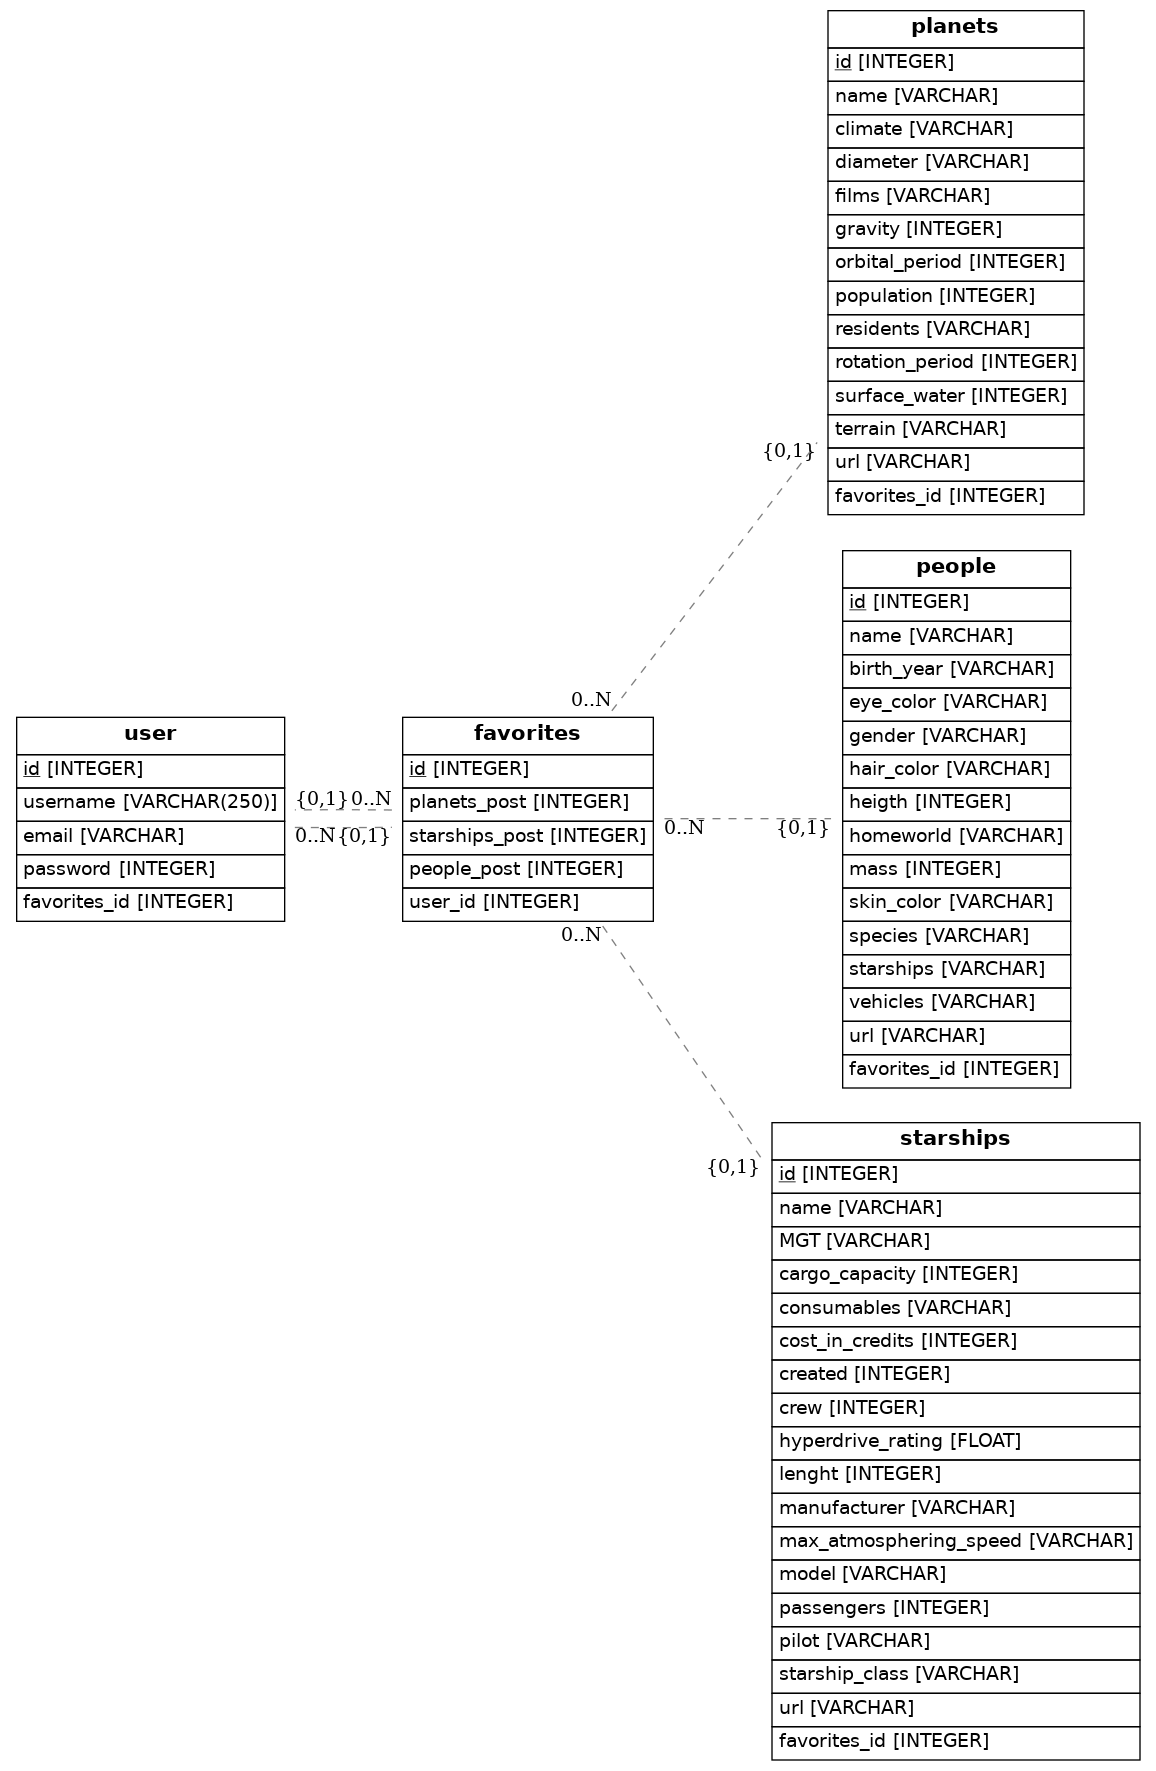 planets
id [INTEGER]
name [VARCHAR]
climate [VARCHAR]
diameter [VARCHAR]
films [VARCHAR]
gravity [INTEGER]
orbital_period [INTEGER]
population [INTEGER]
residents [VARCHAR]
rotation_period [INTEGER]
surface_water [INTEGER]
terrain [VARCHAR]
url [VARCHAR]
favorites_id [INTEGER]
{0,1}
0..N
people
id [INTEGER]
name [VARCHAR]
birth_year [VARCHAR]
eye_color [VARCHAR]
gender [VARCHAR]
hair_color [VARCHAR]
heigth [INTEGER]
homeworld [VARCHAR]
mass [INTEGER]
skin_color [VARCHAR]
species [VARCHAR]
starships [VARCHAR]
vehicles [VARCHAR]
url [VARCHAR]
favorites_id [INTEGER]
user
id [INTEGER]
username [VARCHAR(250)]
email [VARCHAR]
password [INTEGER]
favorites_id [INTEGER]
{0,1} 0..N
0..N {0,1}
favorites
id [INTEGER]
planets_post [INTEGER]
starships_post [INTEGER]
people_post [INTEGER]
user_id [INTEGER]
0..N {0,1}
0..N
{0,1}
starships
id [INTEGER]
name [VARCHAR]
MGT [VARCHAR]
cargo_capacity [INTEGER]
consumables [VARCHAR]
cost_in_credits [INTEGER]
created [INTEGER]
crew [INTEGER]
hyperdrive_rating [FLOAT]
lenght [INTEGER]
manufacturer [VARCHAR]
max_atmosphering_speed [VARCHAR]
model [VARCHAR]
passengers [INTEGER]
pilot [VARCHAR]
starship_class [VARCHAR]
url [VARCHAR]
favorites_id [INTEGER]